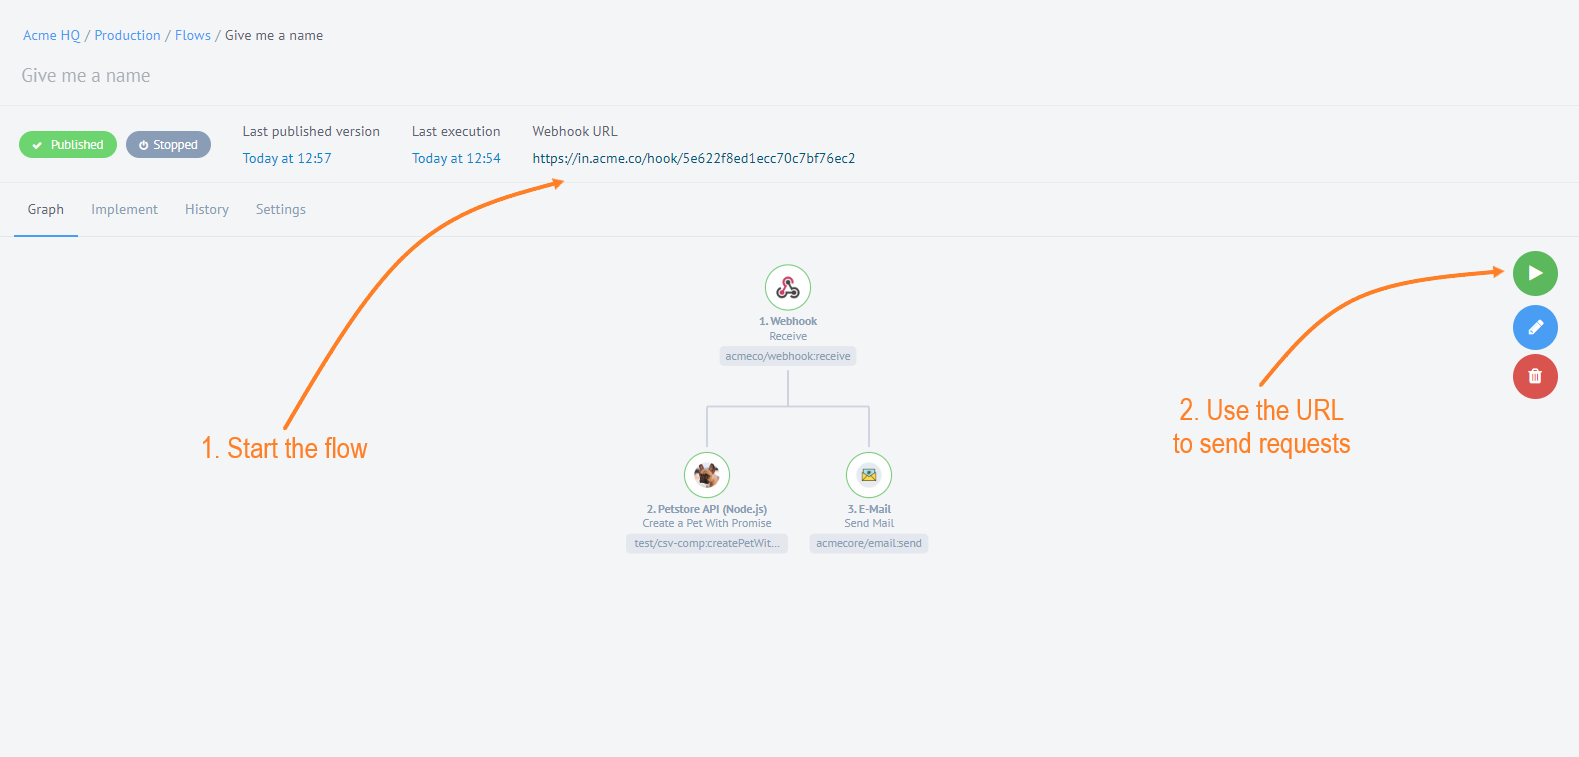 Acme HQ / Production / Flows / Give me a name
Give me a name
Published
Stopped
Last published version
Today at 12:57
Last execution
Today at 12:54
Webhook URL
https://in.acme.co/hook/5e622f8ed1ecc70c7bf76ec2
Graph
Implement
History
Settings
1. Webhook
Receive
acmeco/webhook:receive
1. Start the flow
2. Use the URL
to send requests
2. Petstore API (Node.js)
Create a Pet With Promise
test/csv-comp:createPetWit...
3. E-Mail
Send Mail
acmecore/email:send